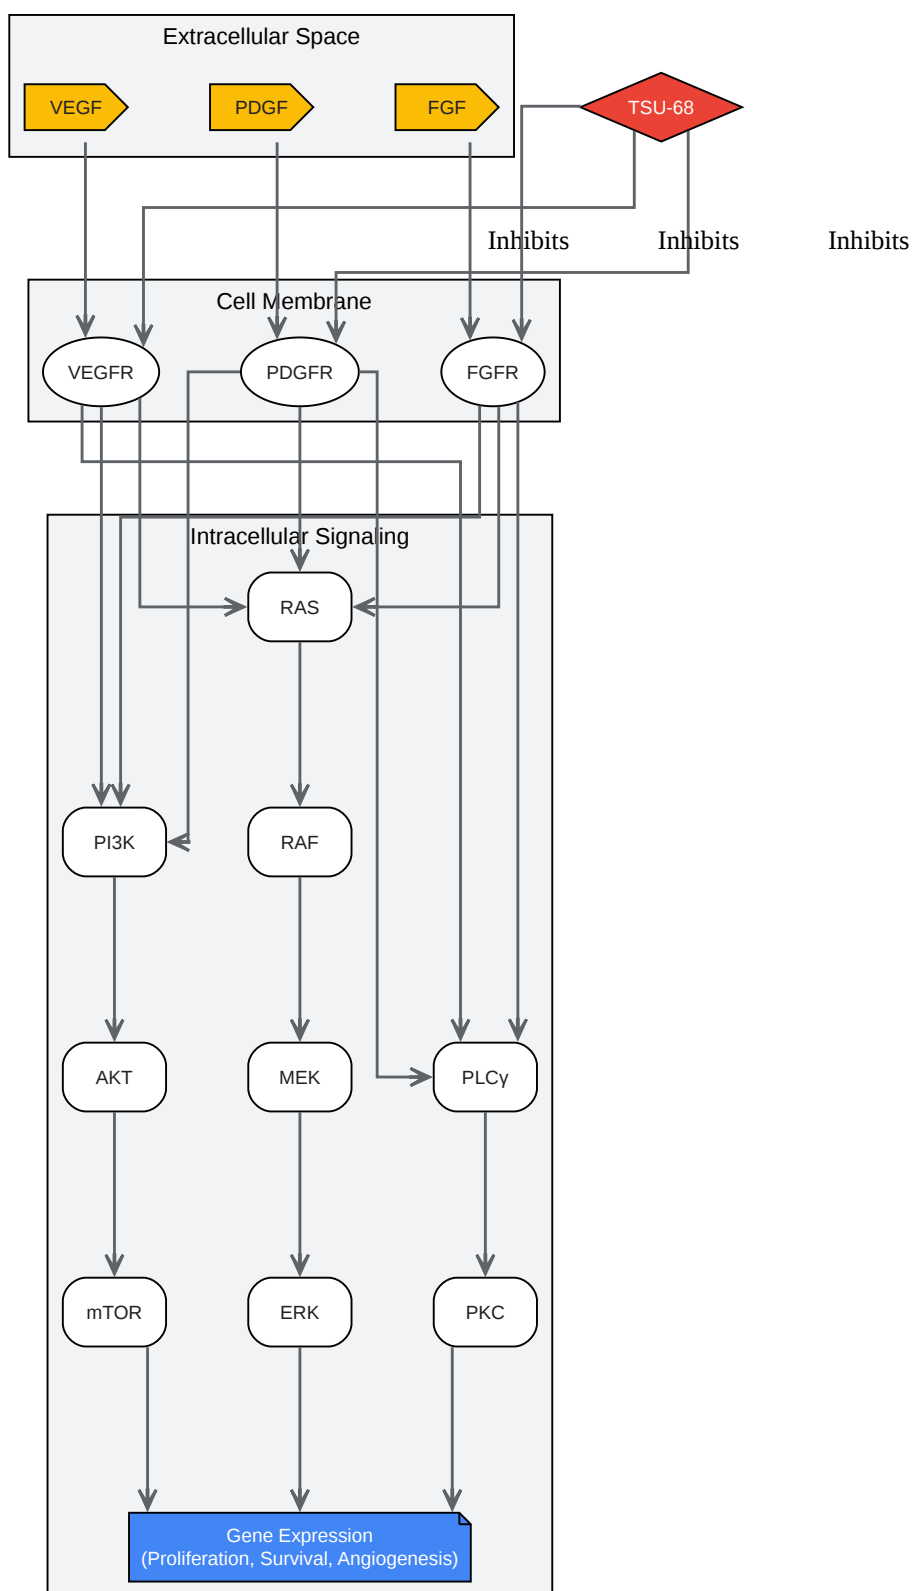 Extracellular Space
VEGF
PDGF
FGF
TSU-68
Inhibits
Inhibits
Inhibits
Cell Membrane
VEGFR
PDGFR
FGFR
Intracellular Signaling
RAS
PI3K
RAF
AKT
MEK
PLCγ
mTOR
ERK
PKC
Gene Expression
(Proliferation, Survival, Angiogenesis)